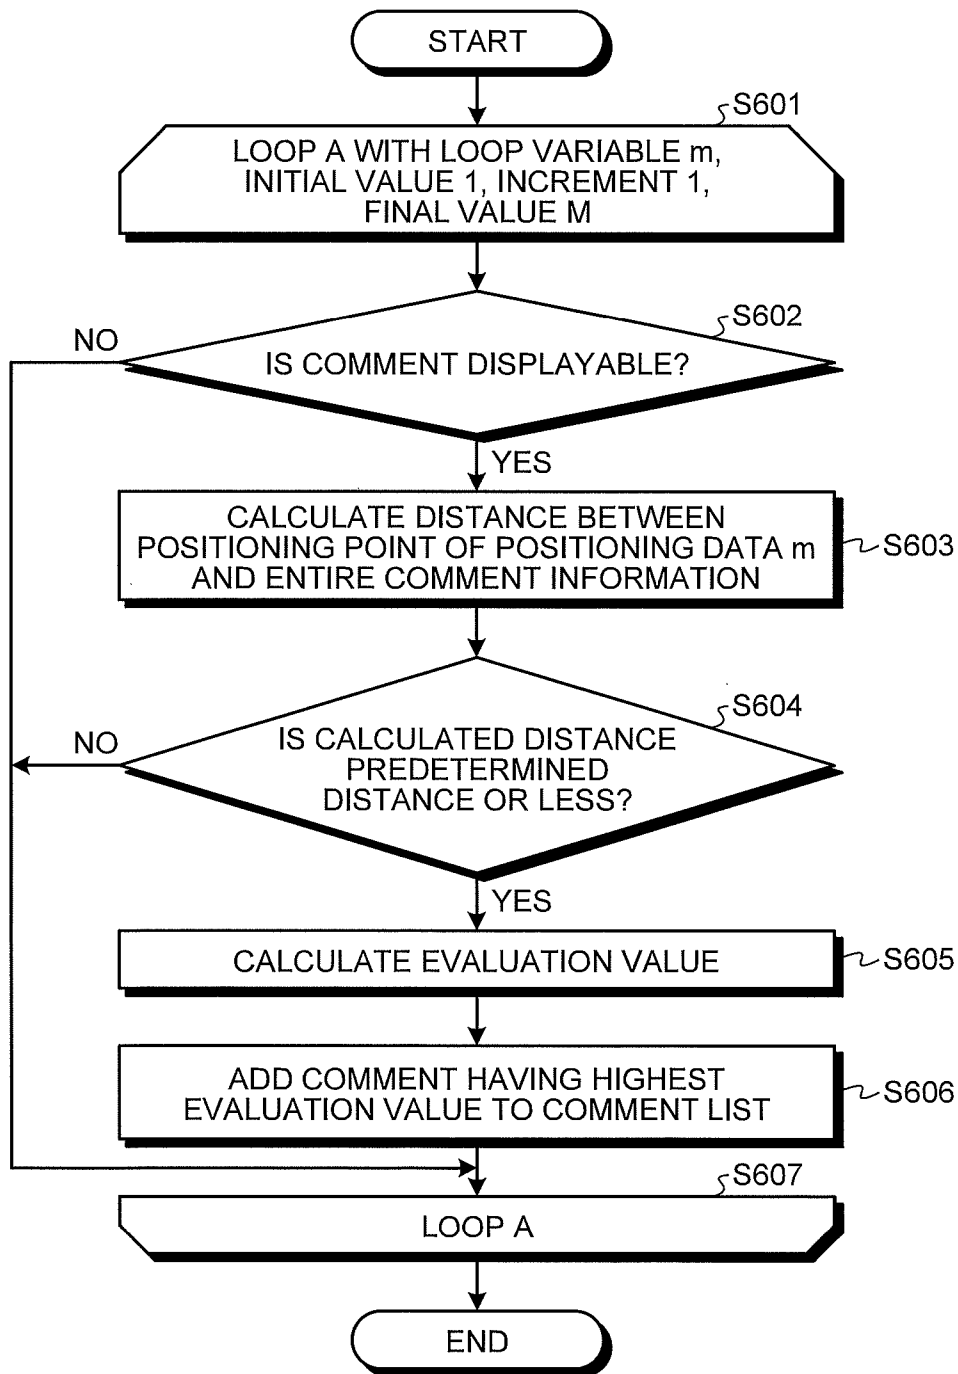 START
S601
LOOP A WITH LOOP VARIABLE m,
INITIAL VALUE 1, INCREMENT 1,
FINAL VALUE M
S602
NO
IS COMMENT DISPLAYABLE?
YES
CALCULATE DISTANCE BETWEEN
POSITIONING POINT OF POSITIONING DATA m
AND ENTIRE COMMENT INFORMATION
S603
S604
NO
IS CALCULATED DISTANCE
PREDETERMINED
DISTANCE OR LESS?
YES
CALCULATE EVALUATION VALUE
S605
ADD COMMENT HAVING HIGHEST
EVALUATION VALUE TO COMMENT LIST
S606
S607
LOOP A
END